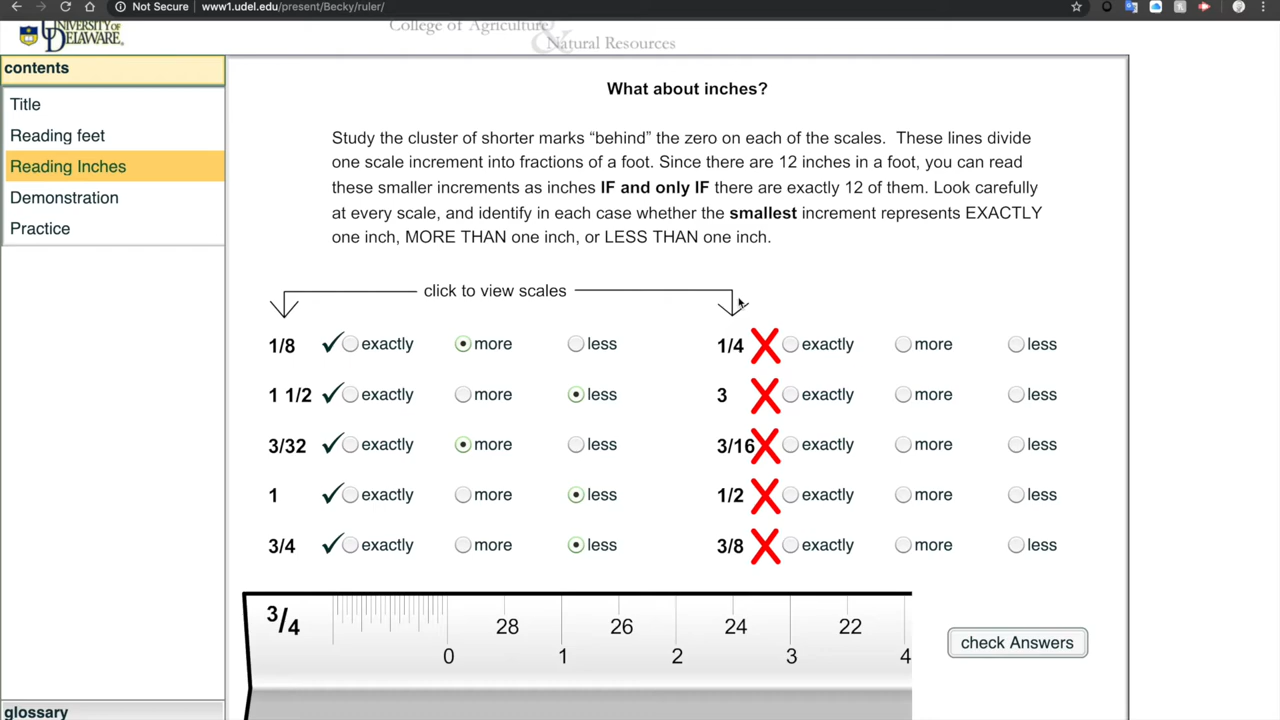 Not Secure www1.udel.edu/present/Becky/ruler/
UNIVERSITY OF DELAWARE
College of Agriculture
& Natural Resources
contents
Title
Reading feet
Reading Inches
Demonstration
Practice
glossary
What about inches?
Study the cluster of shorter marks “behind” the zero on each of the scales. These lines divide
one scale increment into fractions of a foot. Since there are 12 inches in a foot, you can read
these smaller increments as inches IF and only IF there are exactly 12 of them. Look carefully
at every scale, and identify in each case whether the smallest increment represents EXACTLY
one inch, MORE THAN one inch, or LESS THAN one inch.
click to view scales
1/8 exactly more less 1/4 exactly more less
1 1/2 exactly more less 3 exactly more less
3/32 exactly more less 3/16 exactly more less
1 exactly more less 1/2 exactly more less
3/4 exactly more less 3/8 exactly more less
3/4 28 26 24 22
0 1 2 3 4
check Answers